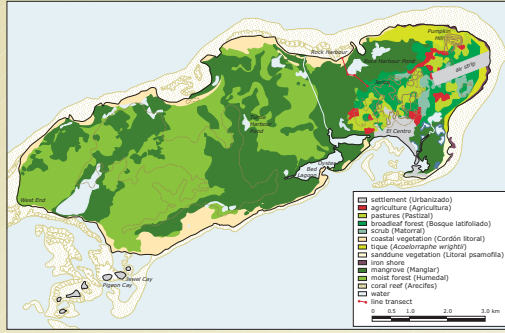 Pumpkin
Hill
Rock Harbour
Rock Harbour Pond
air strip
El Centro
Oyster
Bed
Lagoon
West End
Jewel Cay
Pigeon Cay
settlement (Urbanizado)
agriculture (Agricultura)
pastures (Pastizal)
broadleaf forest (Bosque latifoliado)
scrub (Matorral)
coastal vegetation (Cordón litoral)
tique (Acoelorraphe wrightii)
sanddune vegetation (Litoral psamofila)
iron shore
mangrove (Manglar)
moist forest (Humedal)
coral reef (Arecifes)
water
line transect
0 0.5 1.0 2.0 3.0 km